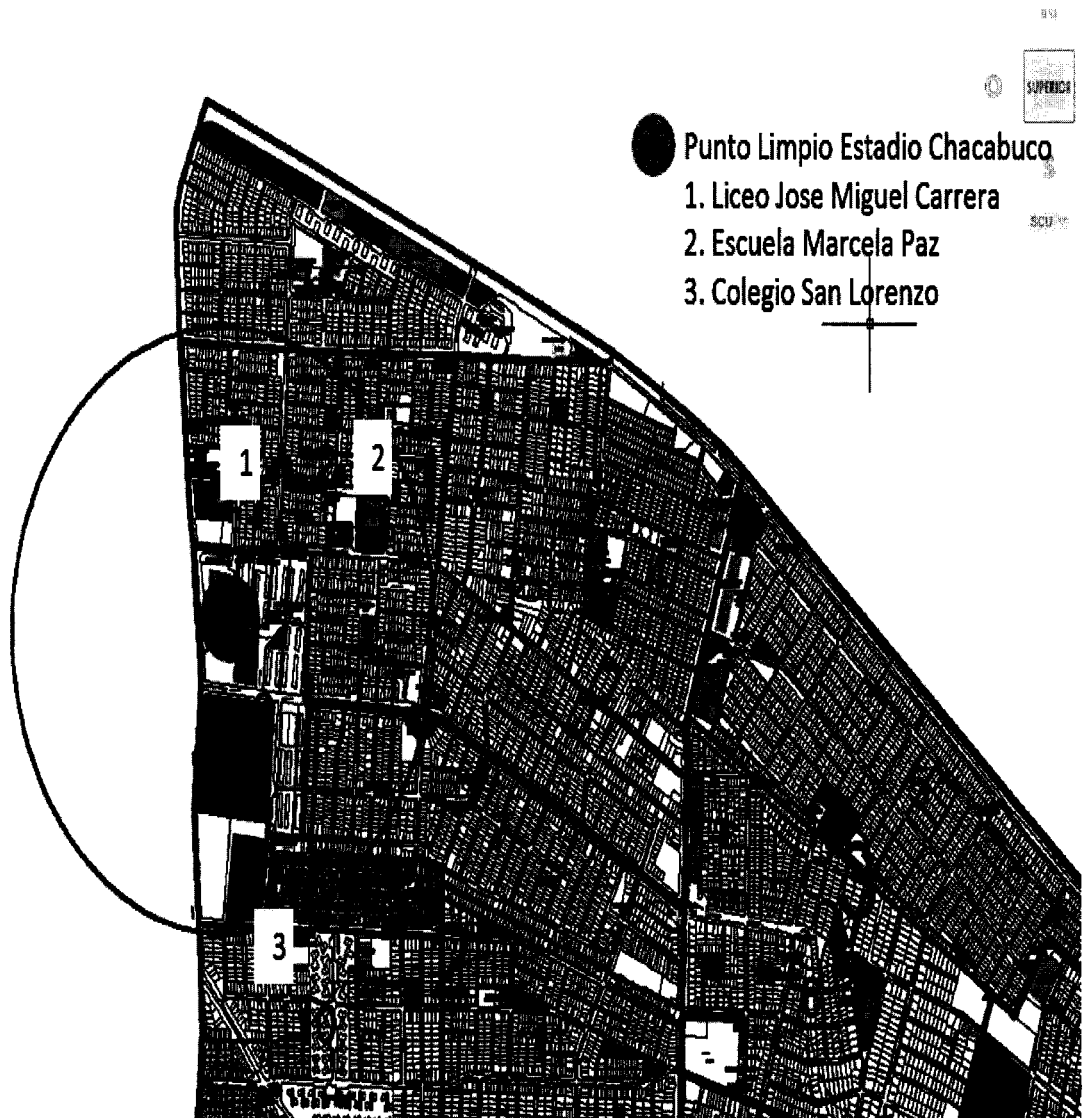 SUPERIOR
Punto Limpio Estadio Chacabuco
1. Liceo Jose Miguel Carrera
2. Escuela Marcela Paz
3. Colegio San Lorenzo
1
2
3